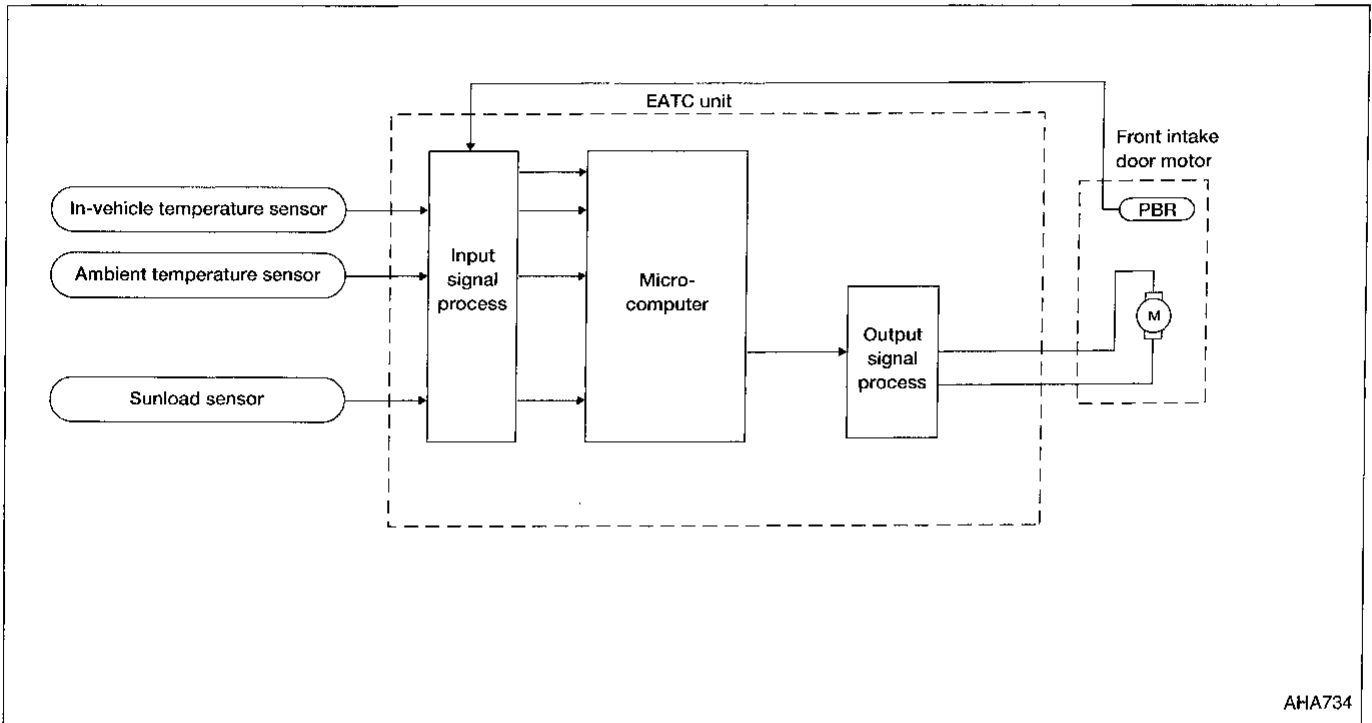 EATC unit
Front intake
door motor
PBR
In-vehicle temperature sensor
Ambient temperature sensor
Sunload sensor
Input
signal
process
Micro-
computer
Output
signal
process
M
AHA734